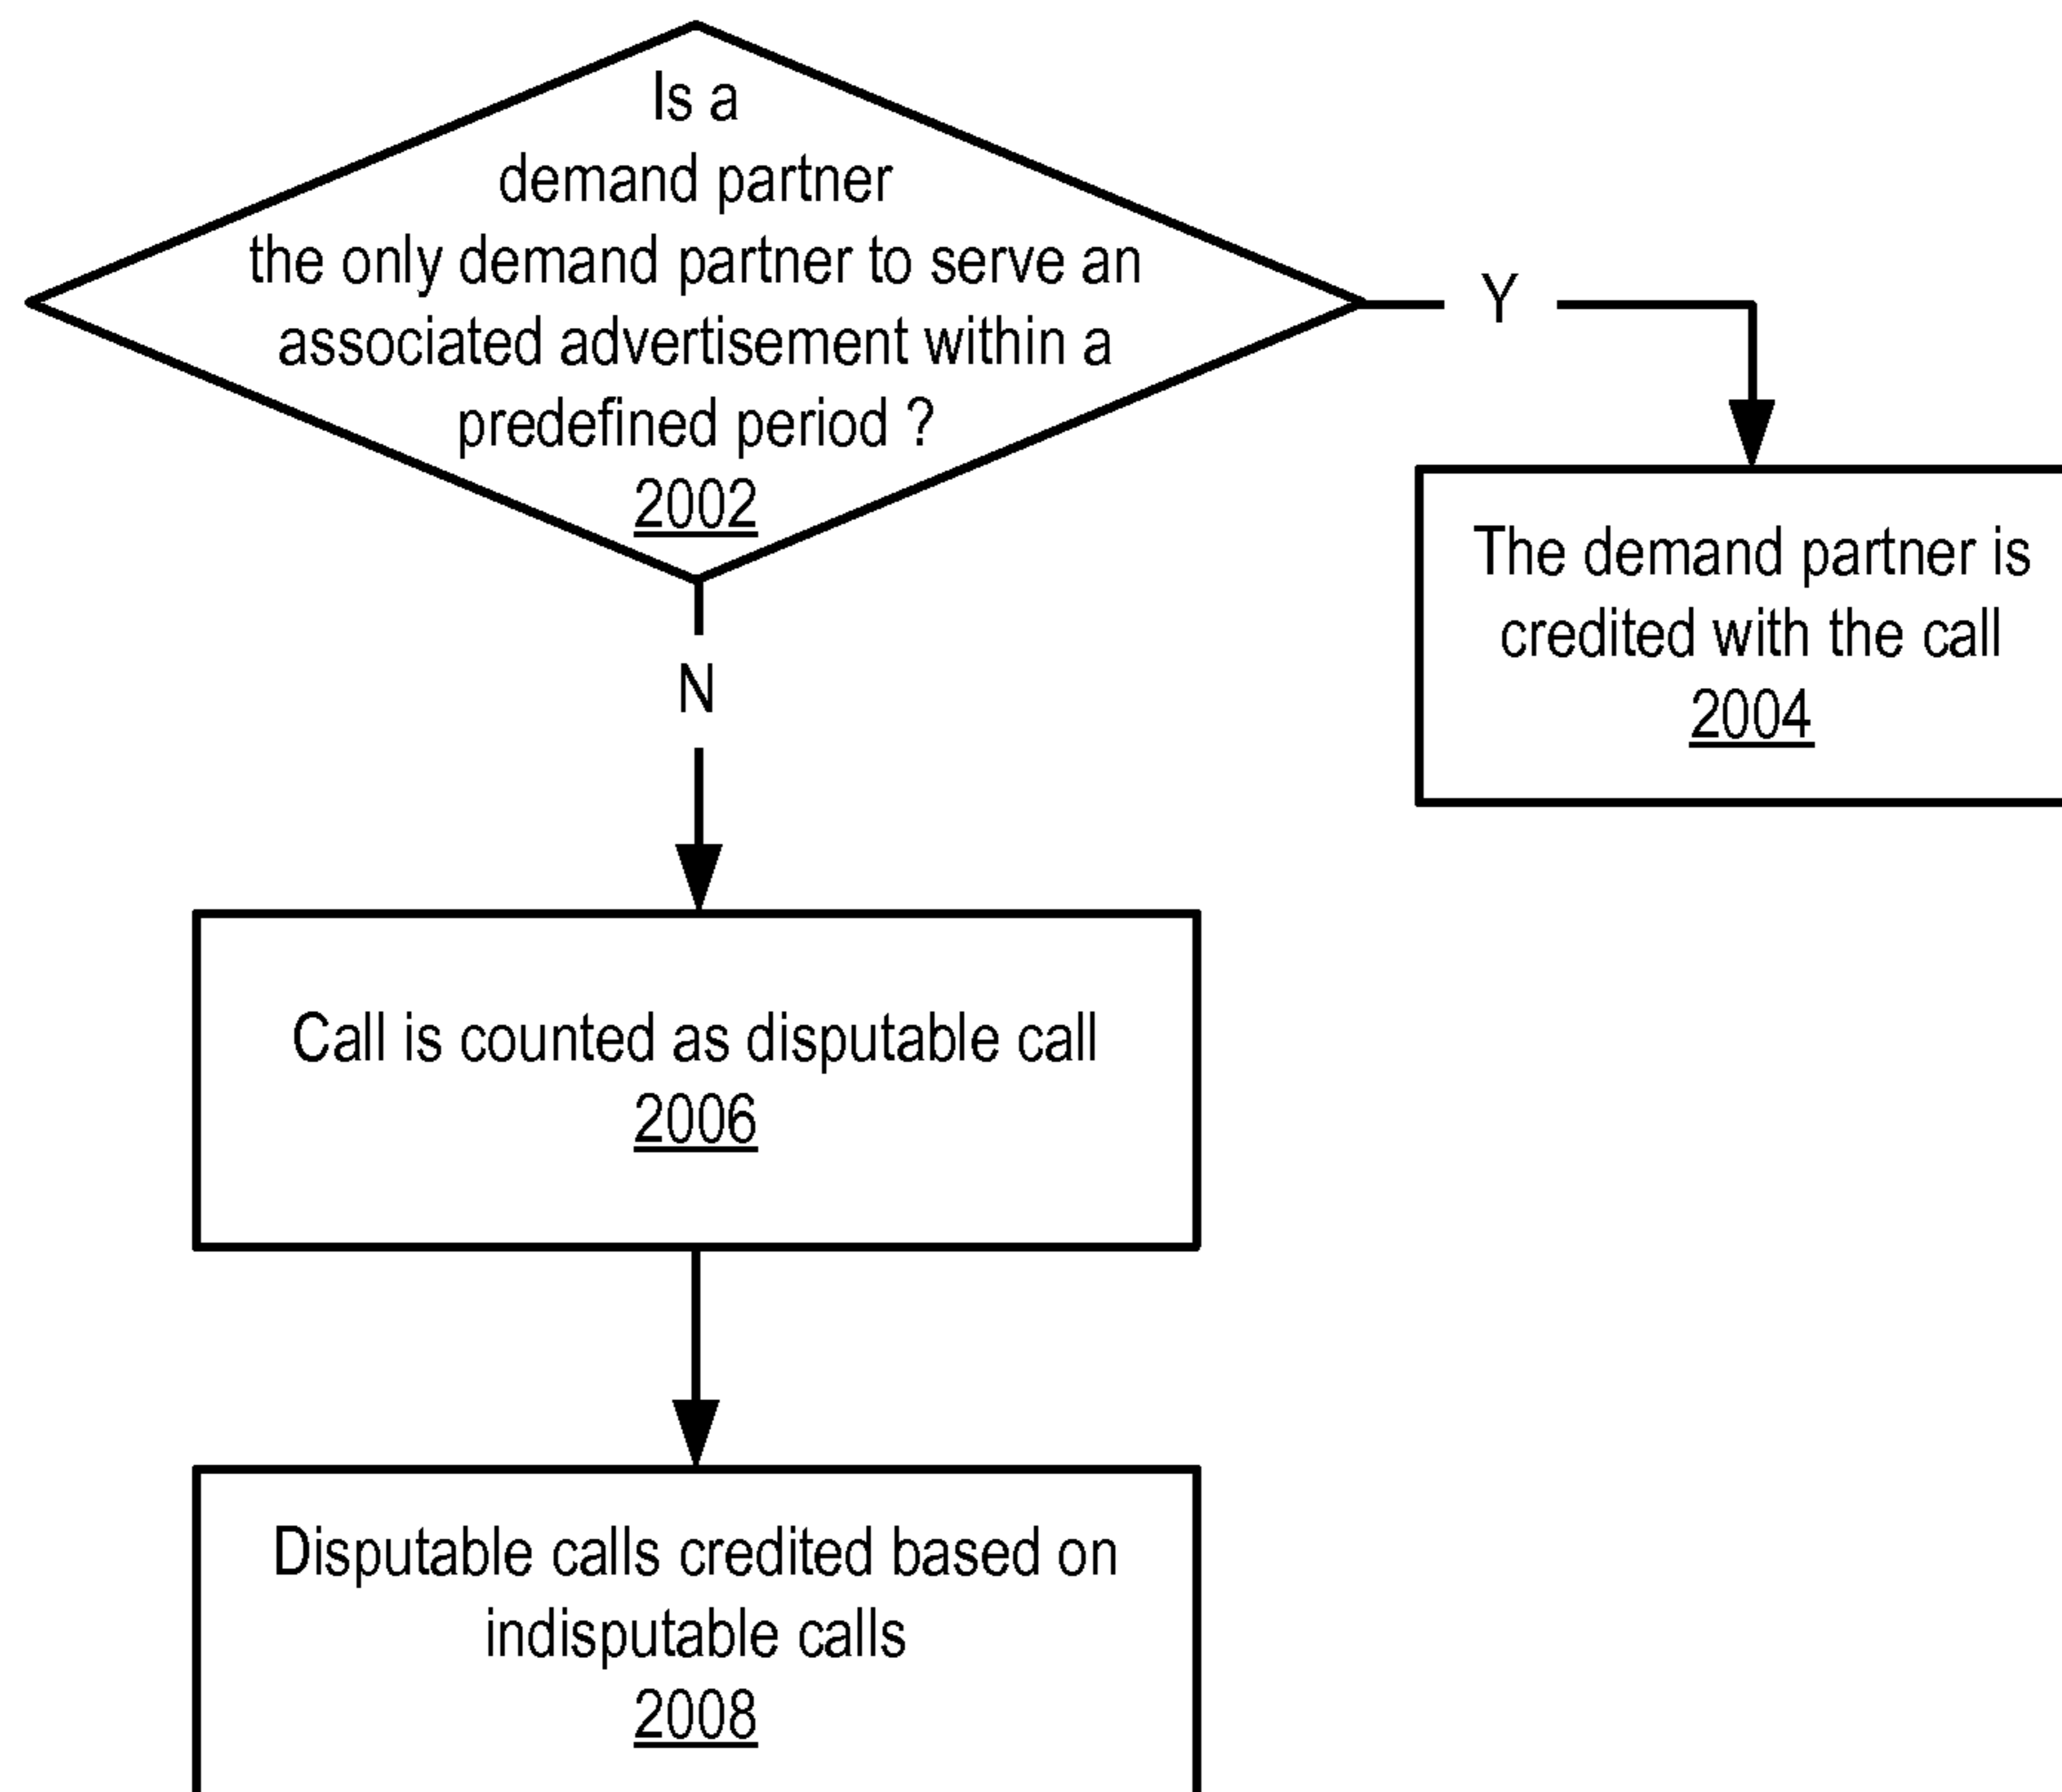 Is a
demand partner
the only demand partner to serve an
associated advertisement within a
predefined period ?
2002
Y
The demand partner is
credited with the call
2004
N
Call is counted as disputable call
2006
Disputable calls credited based on
indisputable calls
2008